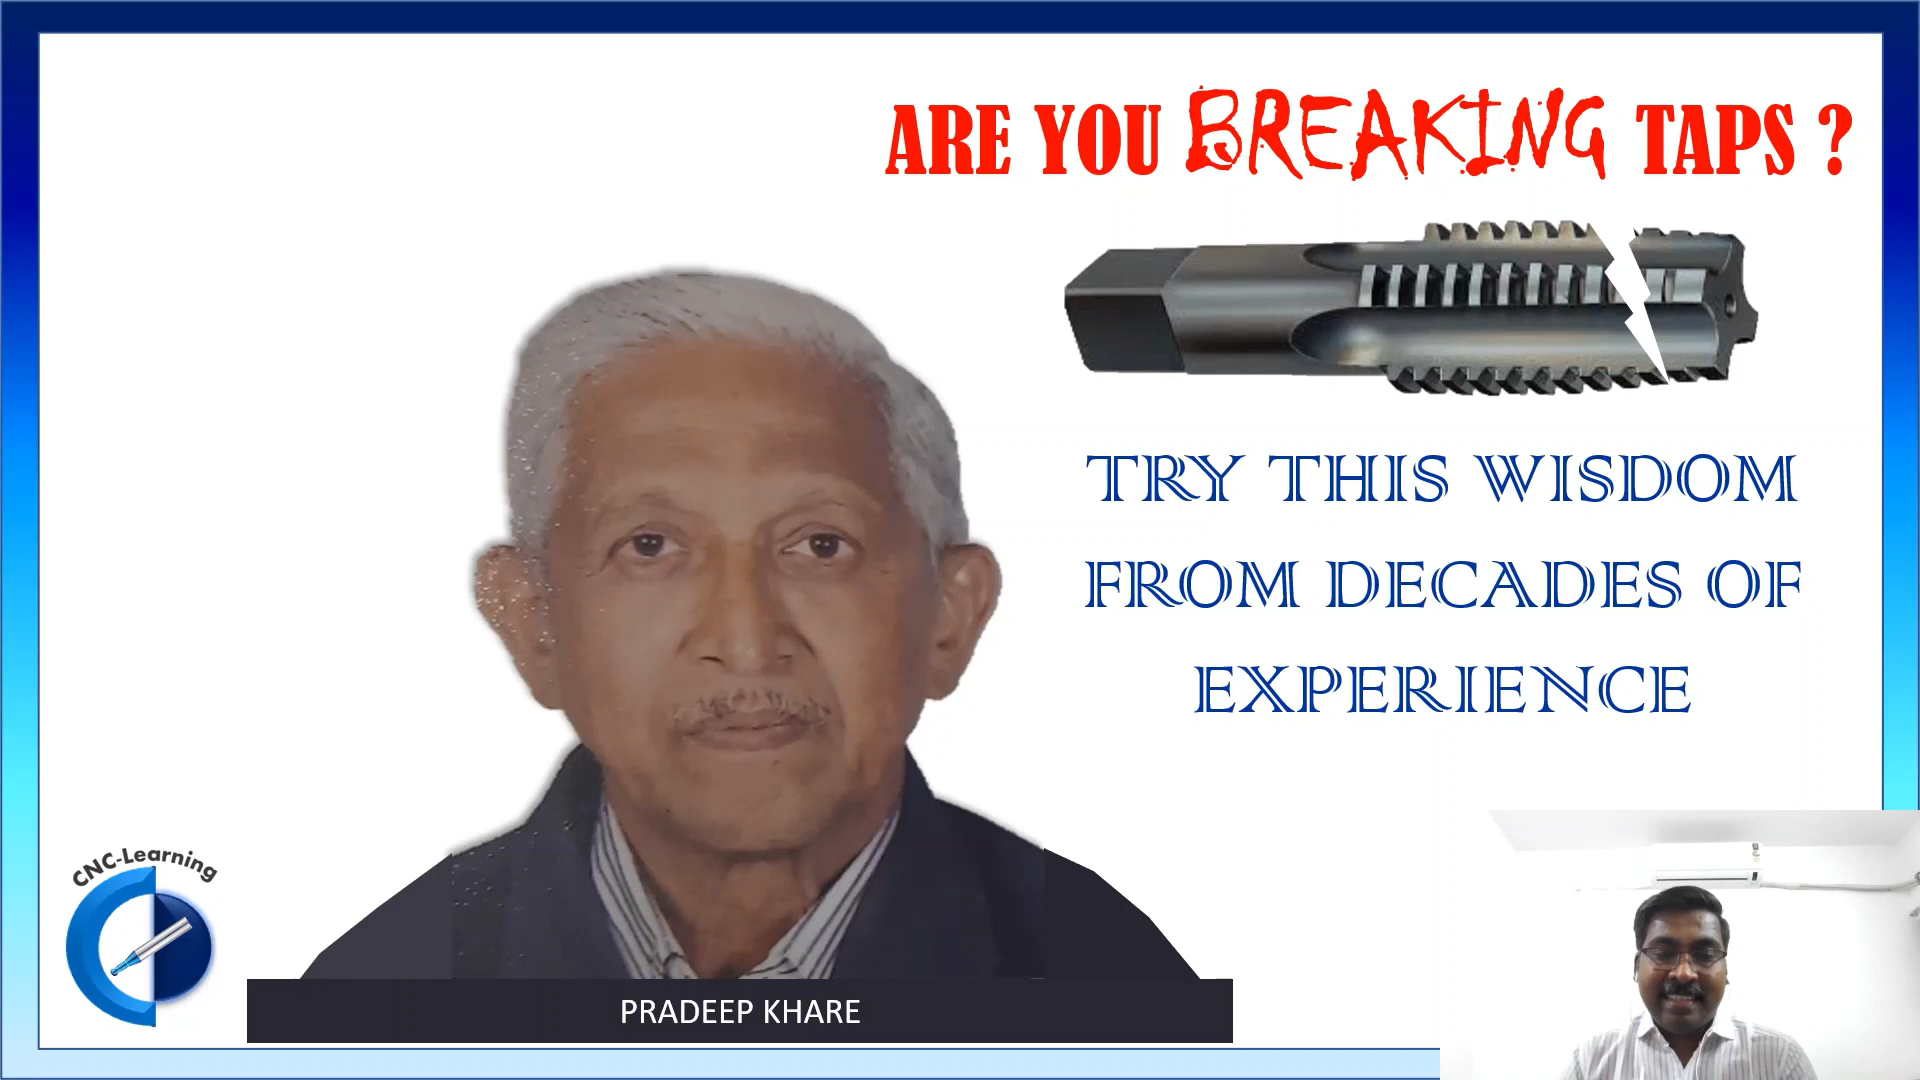 ARE YOU BREAKING TAPS ?
TRY THIS WISDOM
FROM DECADES OF
EXPERIENCE
CNC-Learning
PRADEEP KHARE